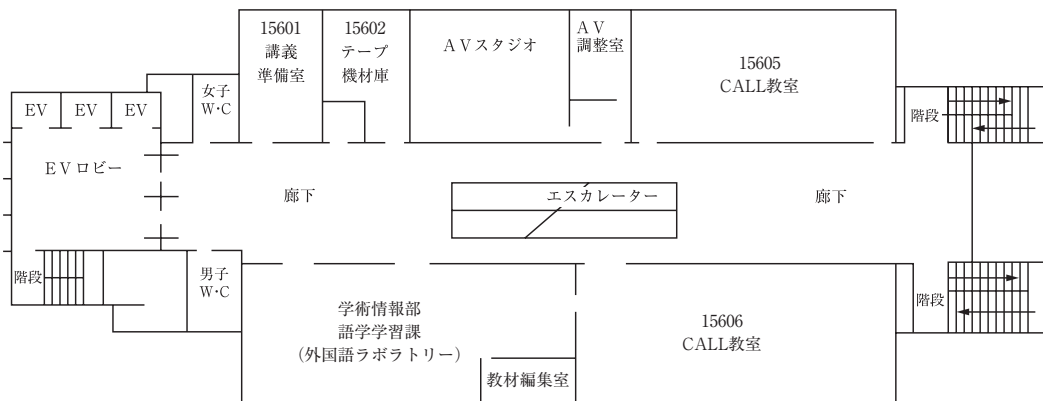 15601
講義
準備室
15602
テープ
機材庫
AVスタジオ
AV
調整室
15605
CALL教室
女子
W・C
EV
EV
EV
階段
EVロビー
廊下
エスカレーター
廊下
階段
男子
W・C
学術情報部
語学学習課
（外国語ラボラトリー）
教材編集室
15606
CALL教室
階段